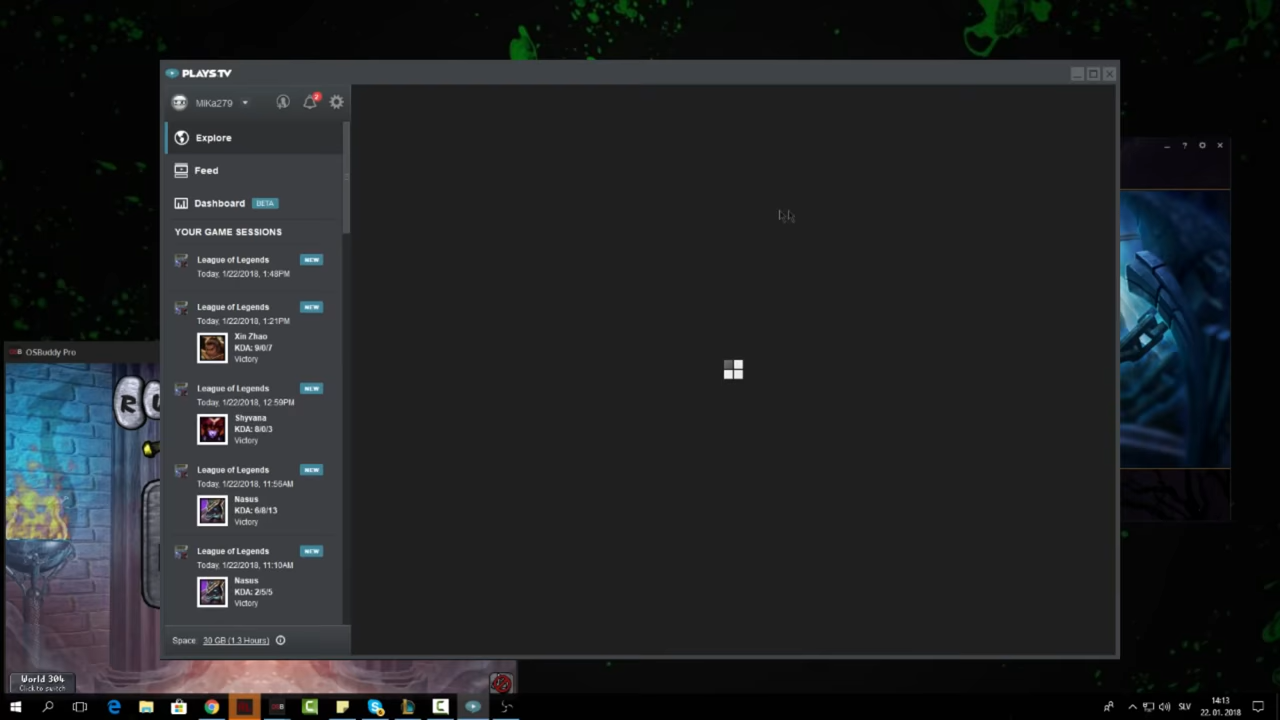 PLAYS.TV
MiKa279
2
Explore
Feed
Dashboard BETA
YOUR GAME SESSIONS
League of Legends NEW
Today, 1/22/2018, 1:48PM
League of Legends NEW
Today, 1/22/2018, 1:21PM
Xin Zhao
KDA: 9/0/7
Victory
League of Legends NEW
Today, 1/22/2018, 12:59PM
Shyvana
KDA: 8/0/3
Victory
League of Legends NEW
Today, 1/22/2018, 11:56AM
Nasus
KDA: 6/8/13
Victory
League of Legends NEW
Today, 1/22/2018, 11:10AM
Nasus
KDA: 2/5/5
Victory
Space: 30 GB (1.3 Hours)
OSBuddy Pro
World 304
Click to switch
SLV
14:13
22. 01. 2018